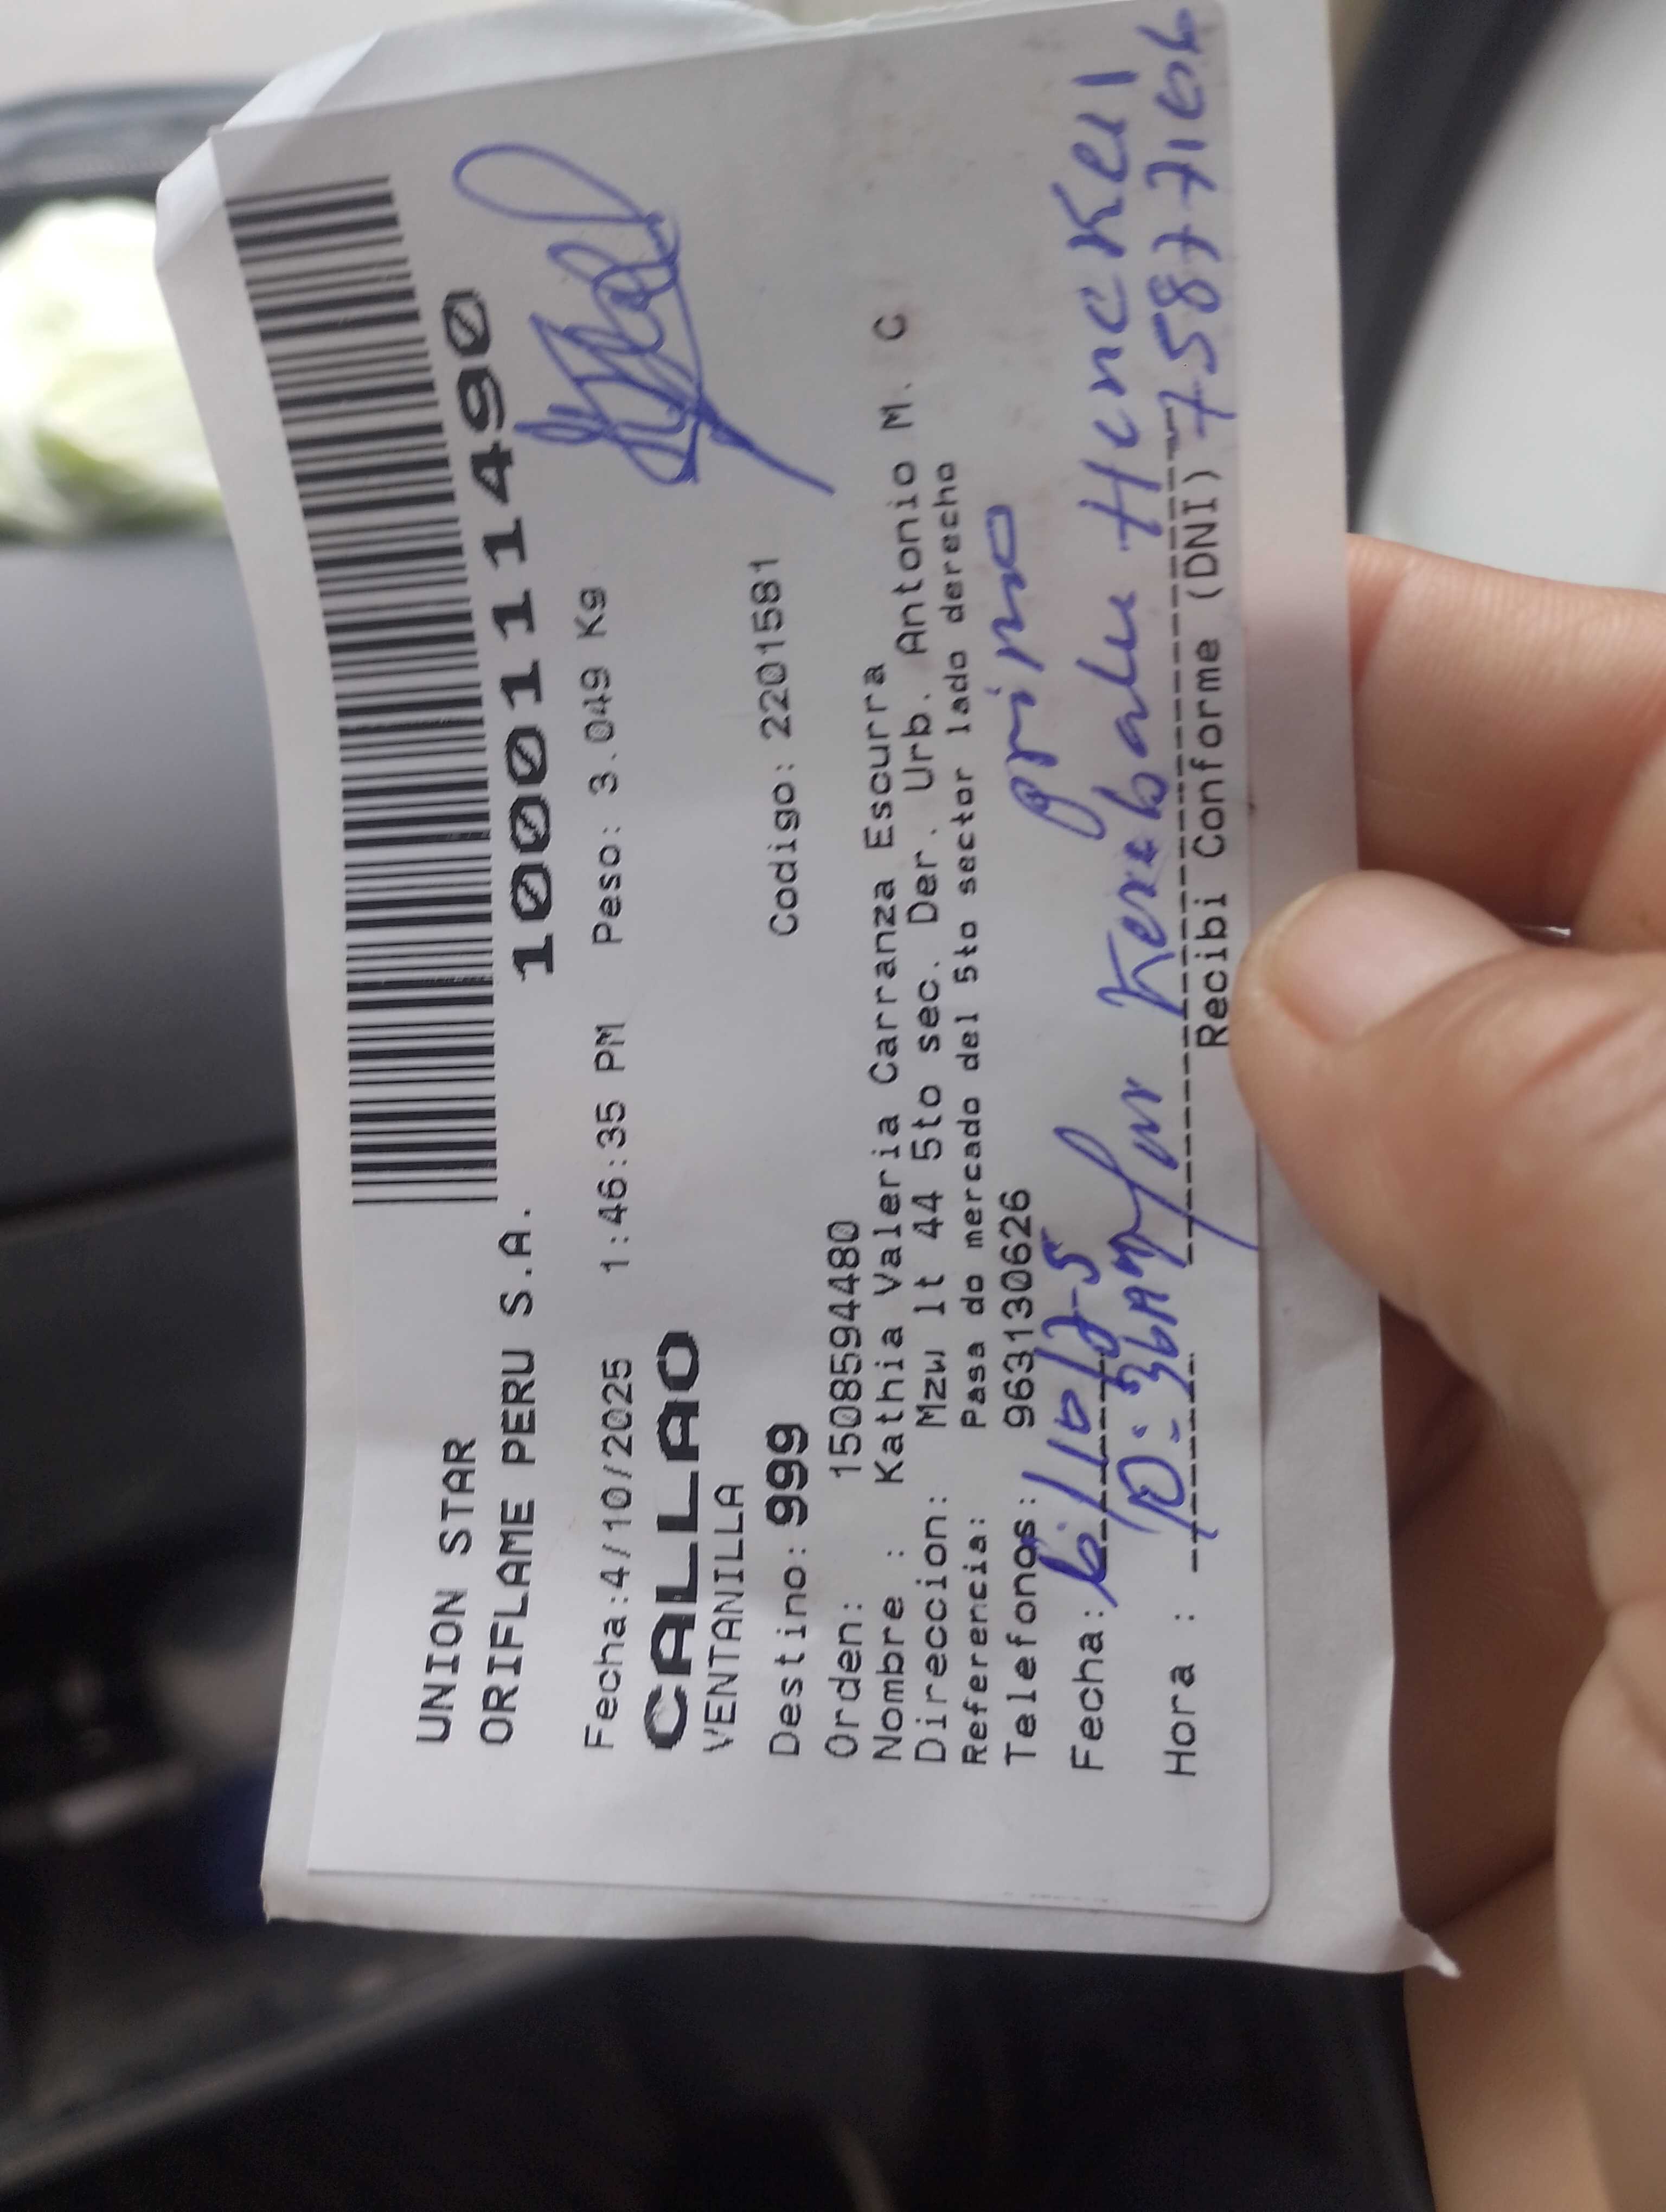 UNION STAR
ORIFLAME PERU S.A. 100111490
Fecha:4/10/2025 1:46:35 PM Peso: 3.049 Kg
CALLAO
VENTANILLA
Destino: 999 Codigo: 2201581
Orden: 1508594480
Nombre : Kathia Valeria Carranza Escurra
Direccion: Mzw lt 44 5to sec. Der. Urb. Antonio M. C
Referencia: Pasa do mercado del 5to sector lado derecho
Telefonos: 963130626
primo
Fecha:
Hora :
Recibi Conforme (DNI)